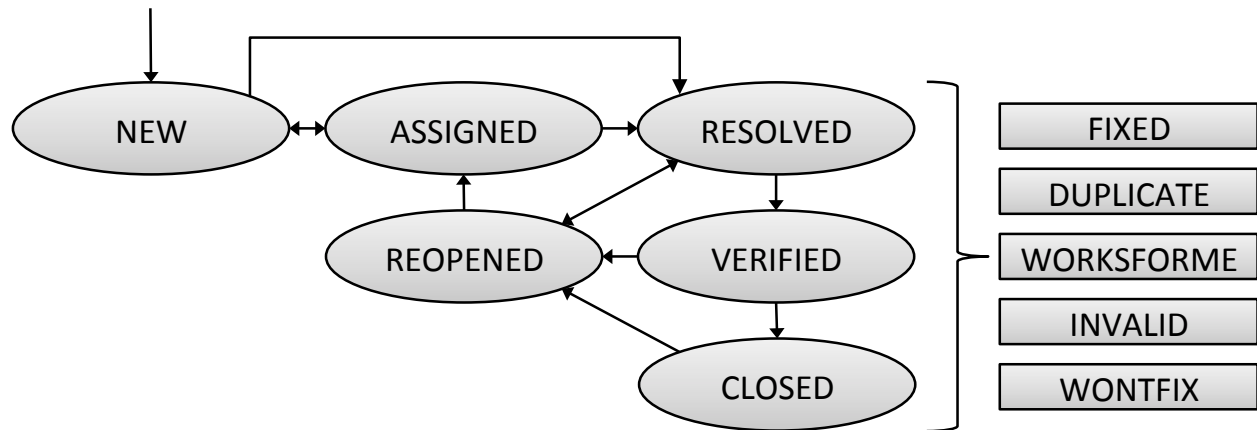 NEW
ASSIGNED
RESOLVED
REOPENED
VERIFIED
CLOSED
FIXED
DUPLICATE
WORKSFORME
INVALID
WONTFIX